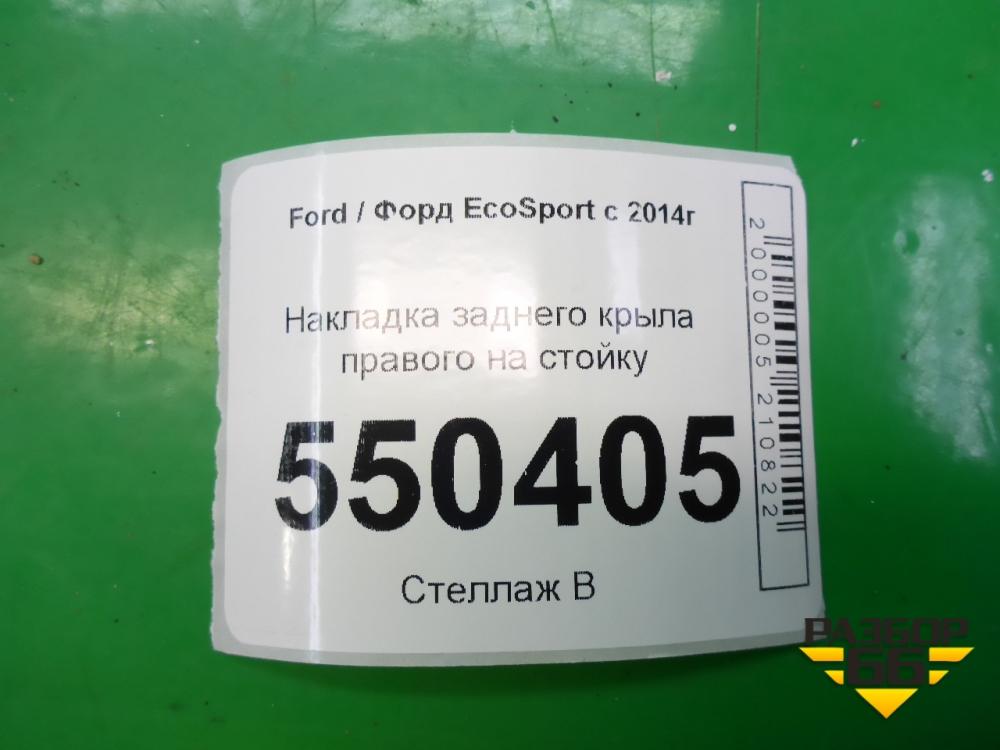 Ford / Форд EcoSport с 2014г
Накладка заднего крыла
правого на стойку
550405
Стеллаж В
2000005210822
РАЗБОР
66